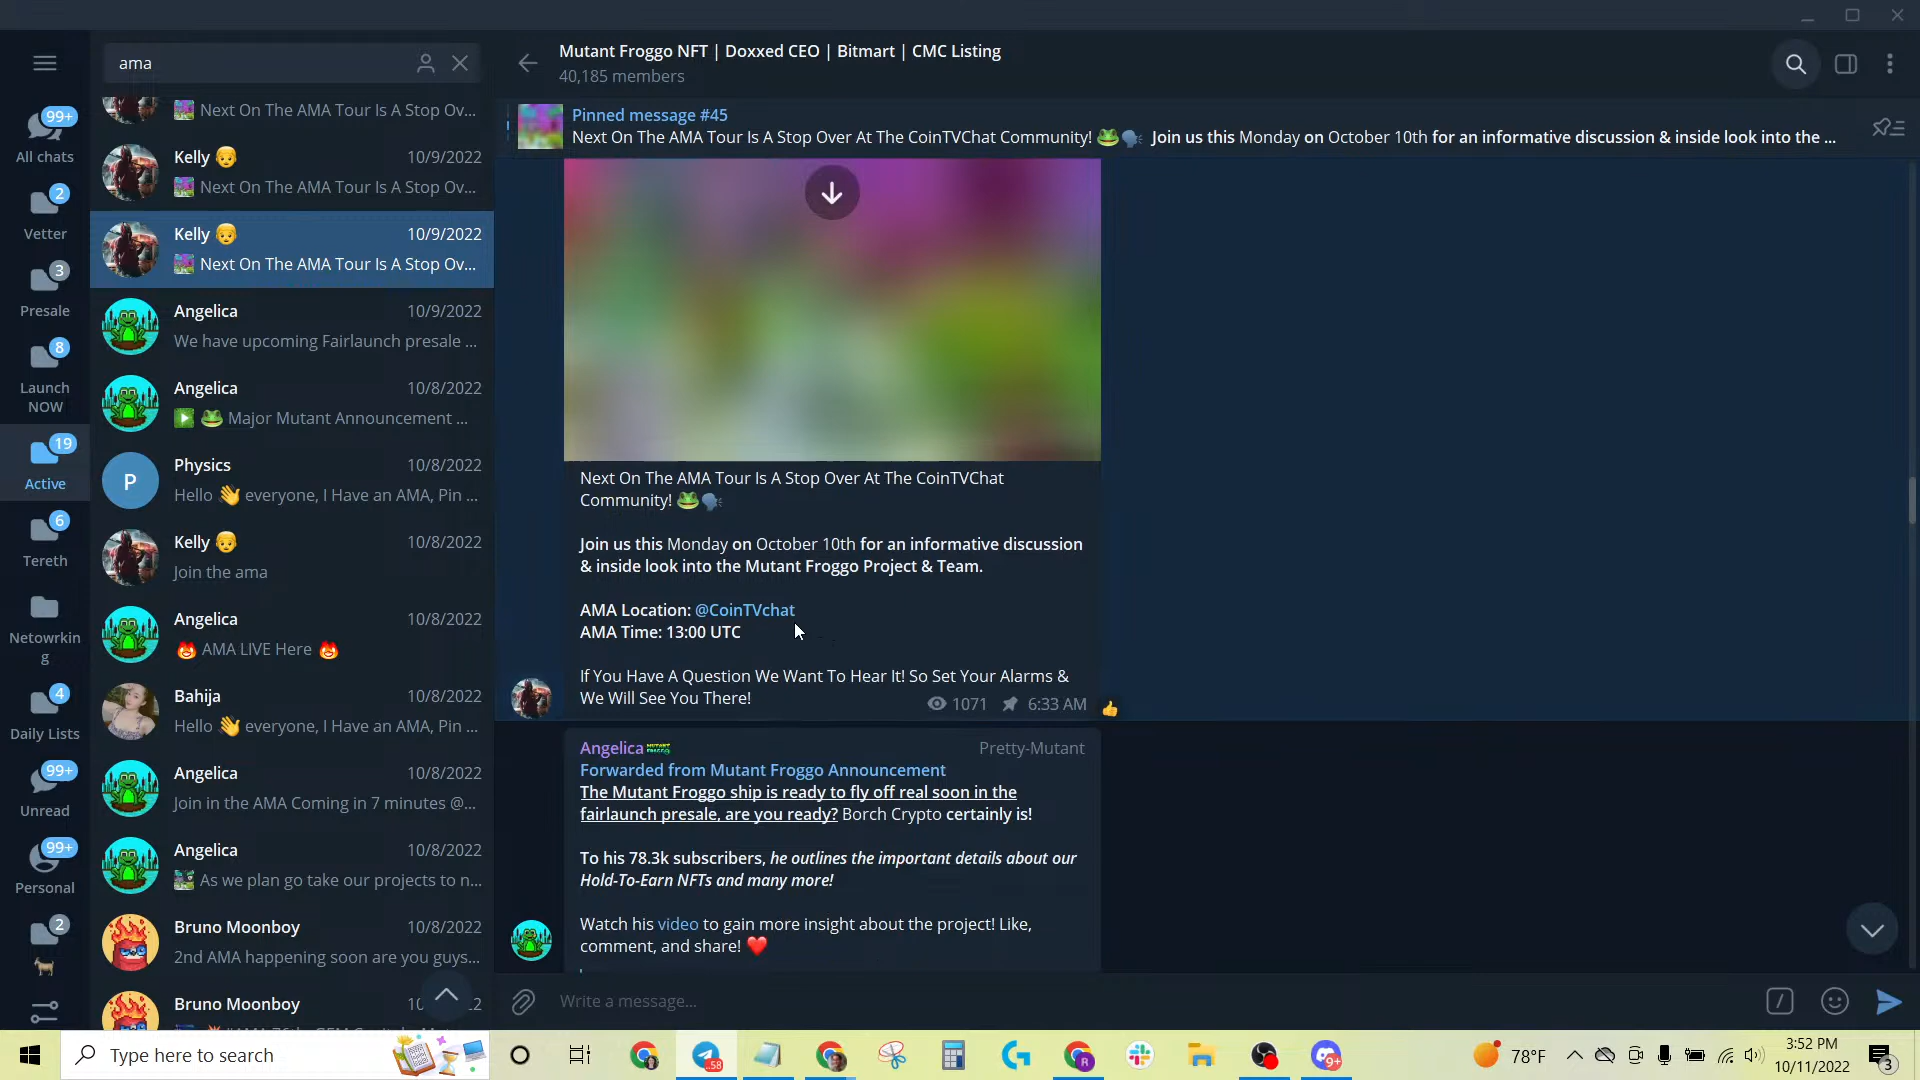 ama
Mutant Froggo NFT | Doxxed CEO | Bitmart | CMC Listing
40,185 members
Pinned message #45
Next On The AMA Tour Is A Stop Over At The CoinTVChat Community! 🐸🗣 Join us this Monday on October 10th for an informative discussion & inside look into the ...
99+
All chats
2
Vetter
3
Presale
8
Launch
NOW
19
Active
6
Tereth
Netowrkin
g
4
Daily Lists
99+
Unread
99+
Personal
2
Next On The AMA Tour Is A Stop Ov...
Kelly 👴 10/9/2022
Next On The AMA Tour Is A Stop Ov...
Kelly 👴 10/9/2022
Next On The AMA Tour Is A Stop Ov...
Angelica 10/9/2022
We have upcoming Fairlaunch presale ...
Angelica 10/8/2022
🐸 Major Mutant Announcement ...
P
Physics 10/8/2022
Hello 👋 everyone, I Have an AMA, Pin ...
Kelly 👴 10/8/2022
Join the ama
Angelica 10/8/2022
AMA LIVE Here
Bahija 10/8/2022
Hello 👋 everyone, I Have an AMA, Pin ...
Angelica 10/8/2022
Join in the AMA Coming in 7 minutes @...
Angelica 10/8/2022
As we plan go take our projects to n...
Bruno Moonboy 10/8/2022
2nd AMA happening soon are you guys...
Bruno Moonboy
Next On The AMA Tour Is A Stop Over At The CoinTVChat
Community! 🐸🗣
Join us this Monday on October 10th for an informative discussion
& inside look into the Mutant Froggo Project & Team.
AMA Location: @CoinTVchat
AMA Time: 13:00 UTC
If You Have A Question We Want To Hear It! So Set Your Alarms &
We Will See You There!
1071 6:33 AM 👍
Angelica MUTANT FROGGO Pretty-Mutant
Forwarded from Mutant Froggo Announcement
The Mutant Froggo ship is ready to fly off real soon in the
fairlaunch presale, are you ready? Borch Crypto certainly is!
To his 78.3k subscribers, he outlines the important details about our
Hold-To-Earn NFTs and many more!
Watch his video to gain more insight about the project! Like,
comment, and share! ❤️
Write a message...
Type here to search
78°F
3:52 PM
10/11/2022
3